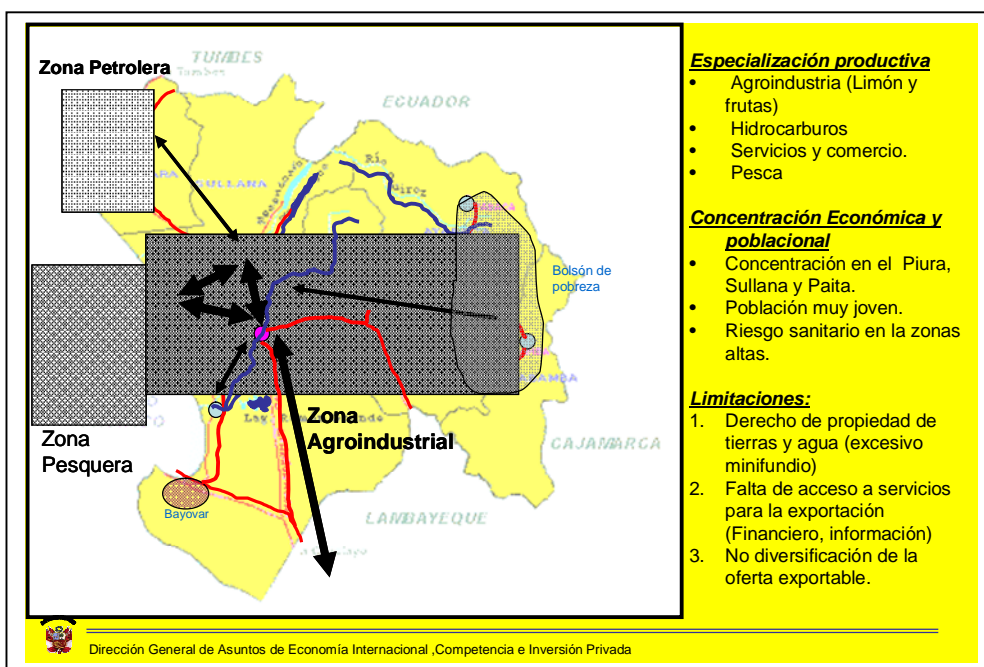 Zona Petrolera
TUMBES
Tumbes
ECUADOR
SULLANA
Río
Quiroz
Bolsón de
pobreza
Zona
Agroindustrial
Zona
Pesquera
CAJAMARCA
Bayovar
LAMBAYEQUE
Especialización productiva
• Agroindustria (Limón y
frutas)
• Hidrocarburos
• Servicios y comercio.
• Pesca
Concentración Económica y
poblacional
• Concentración en el Piura,
Sullana y Paita.
• Población muy joven.
• Riesgo sanitario en la zonas
altas.
Limitaciones:
1. Derecho de propiedad de
tierras y agua (excesivo
minifundio)
2. Falta de acceso a servicios
para la exportación
(Financiero, información)
3. No diversificación de la
oferta exportable.
Dirección General de Asuntos de Economía Internacional ,Competencia e Inversión Privada